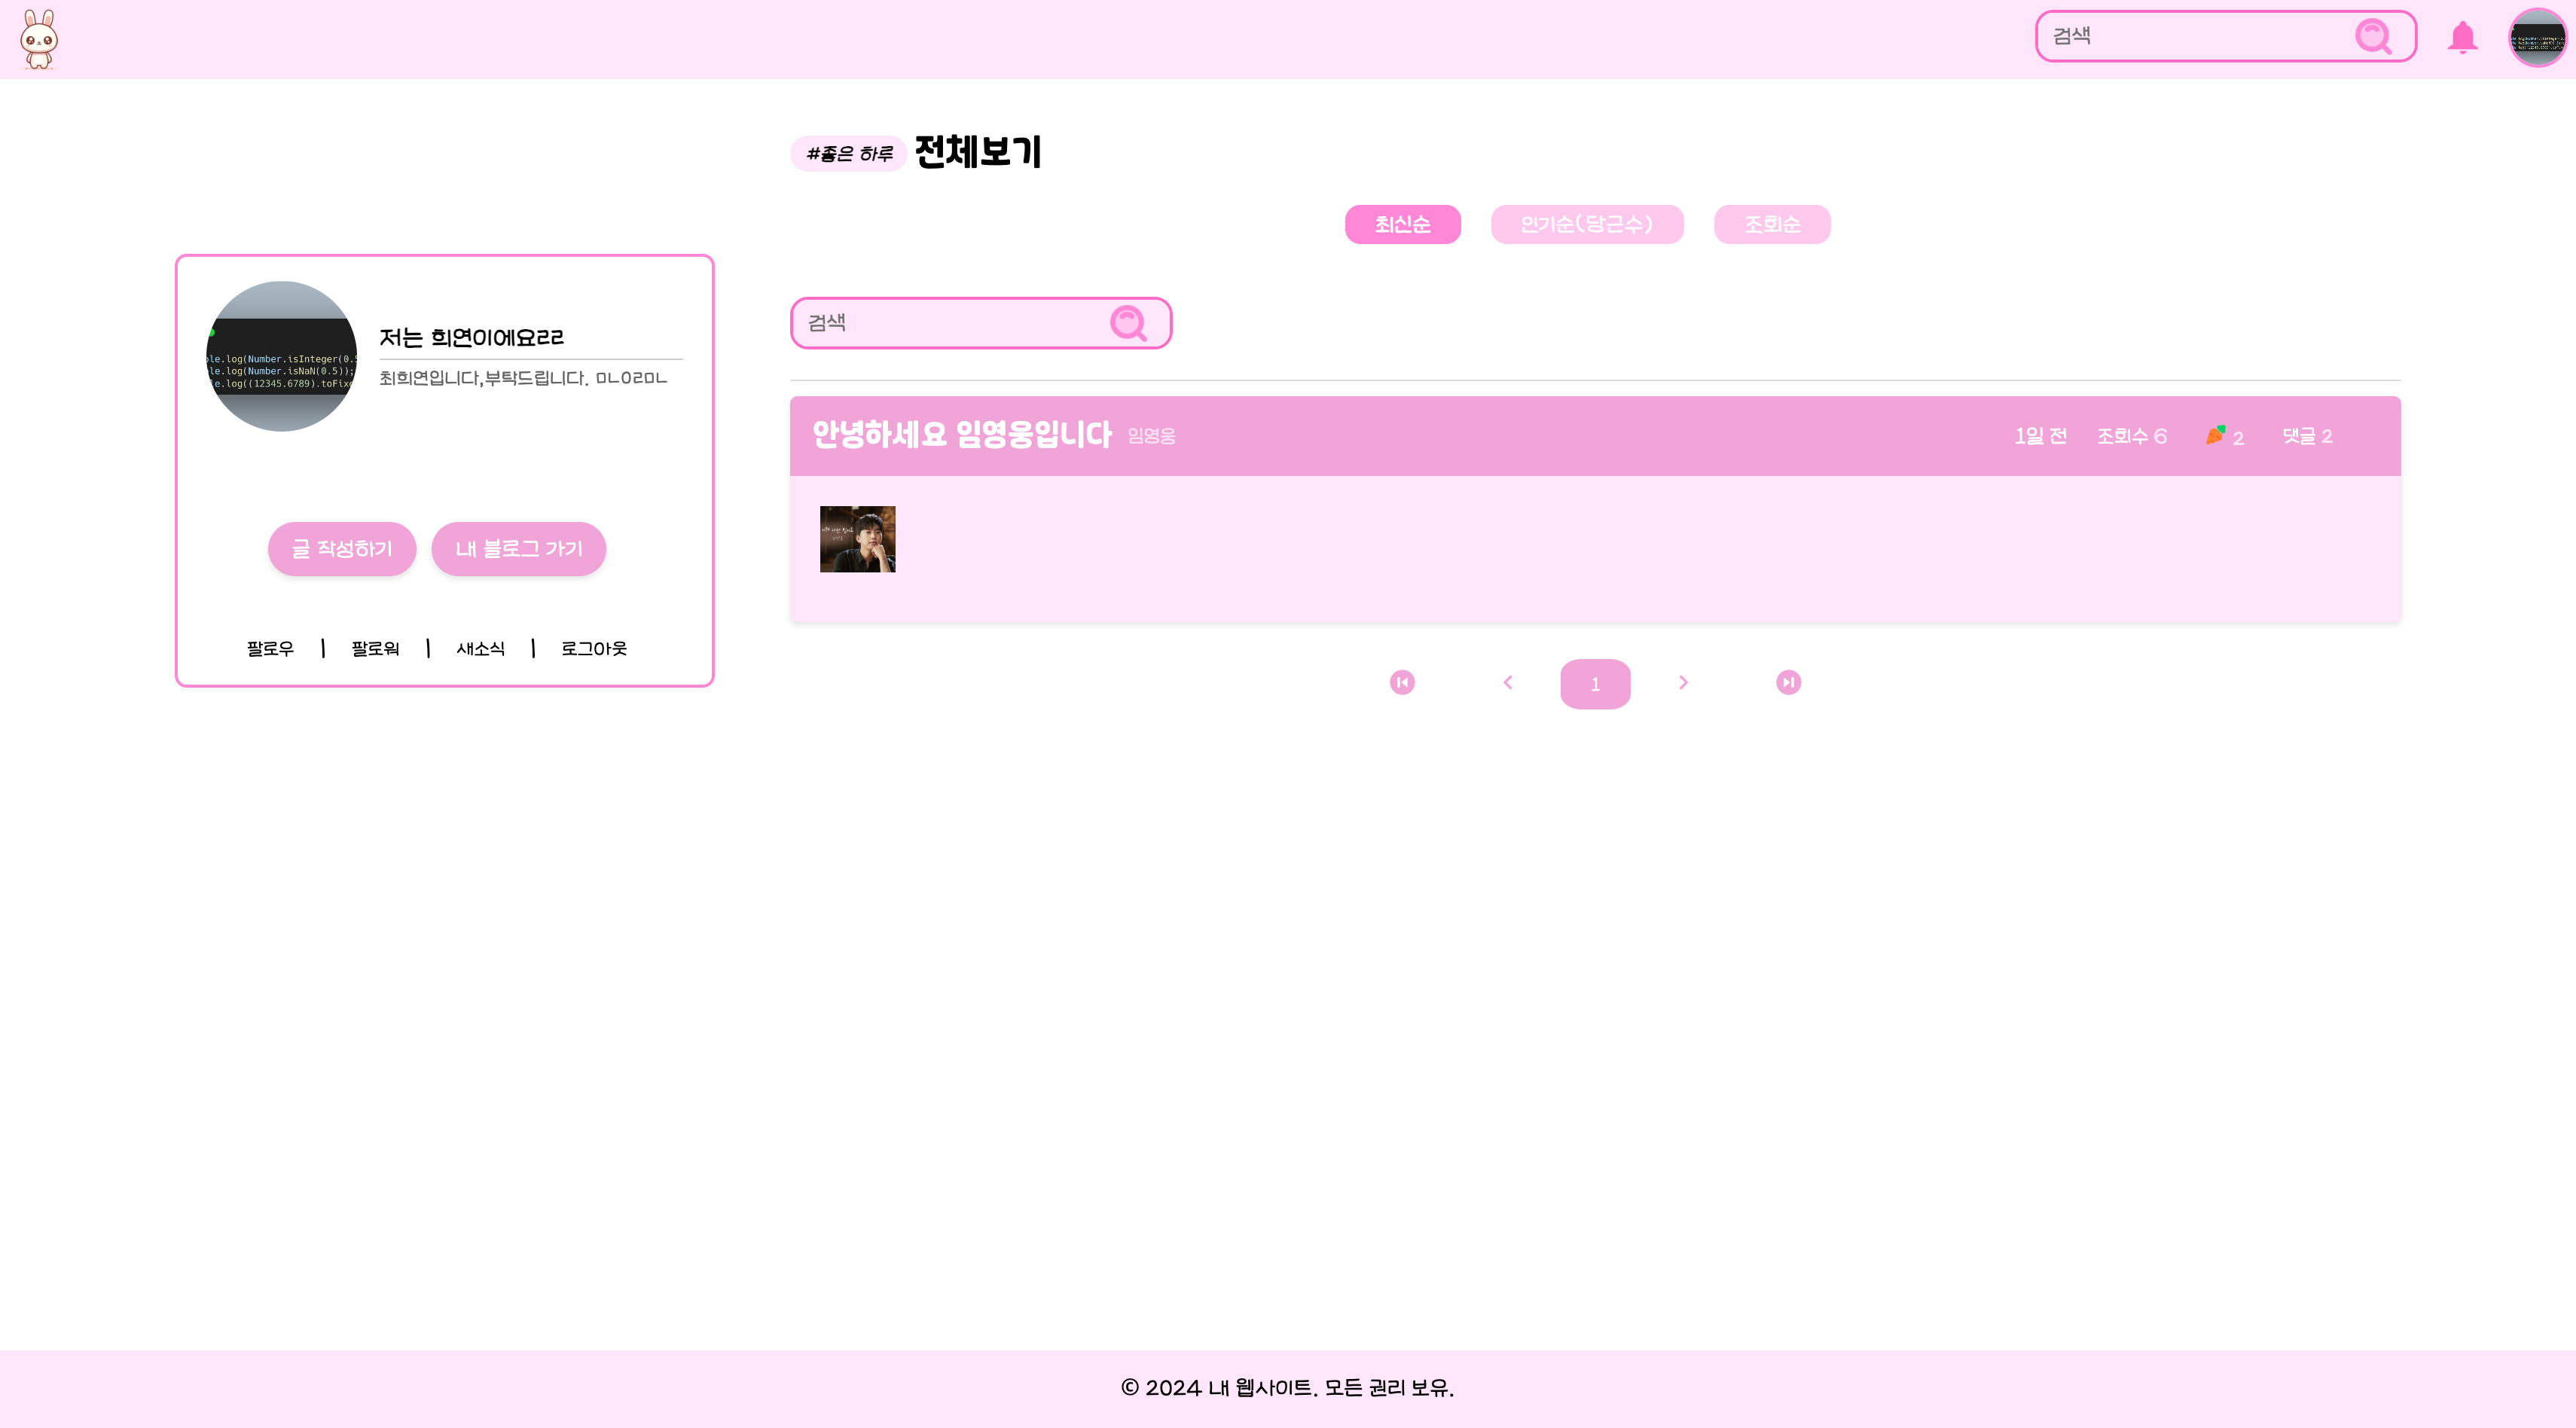 검색
#좋은 하루 전체보기
최신순 인기순(당근수) 조회순
ole.log(Number.isInteger(0.5
le.log(Number.isNaN(0.5));
le.log((12345.6789).toFixe
저는 희연이에요ㄹㄹ
최희연입니다,부탁드립니다. ㅁㄴㅇㄹㅁㄴ
글 작성하기 내 블로그 가기
팔로우 | 팔로워 | 새소식 | 로그아웃
검색
안녕하세요 임영웅입니다 임영웅 1일 전 조회수 6 2 댓글 2
1
© 2024 내 웹사이트. 모든 권리 보유.